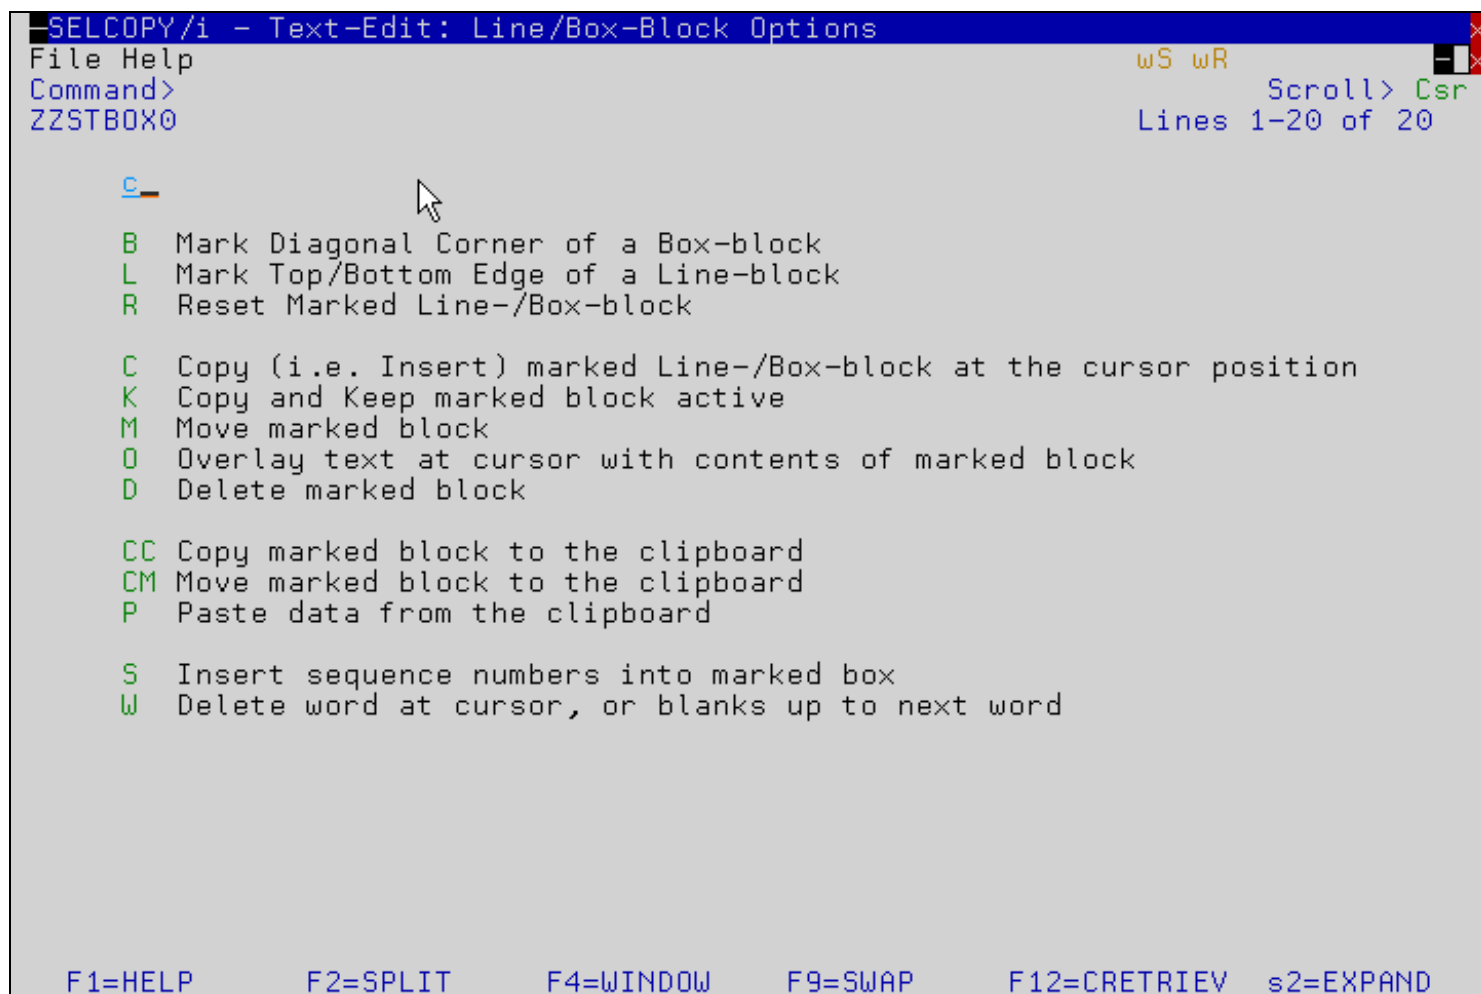 -SELCOPY/i - Text-Edit: Line/Box-Block Options x
File Help wS wR - x
Command> Scroll> Csr
ZZSTBOX0 Lines 1-20 of 20
c_
B Mark Diagonal Corner of a Box-block
L Mark Top/Bottom Edge of a Line-block
R Reset Marked Line-/Box-block
C Copy (i.e. Insert) marked Line-/Box-block at the cursor position
K Copy and Keep marked block active
M Move marked block
O Overlay text at cursor with contents of marked block
D Delete marked block
CC Copy marked block to the clipboard
CM Move marked block to the clipboard
P Paste data from the clipboard
S Insert sequence numbers into marked box
W Delete word at cursor, or blanks up to next word
F1=HELP F2=SPLIT F4=WINDOW F9=SWAP F12=CRETRIEV s2=EXPAND